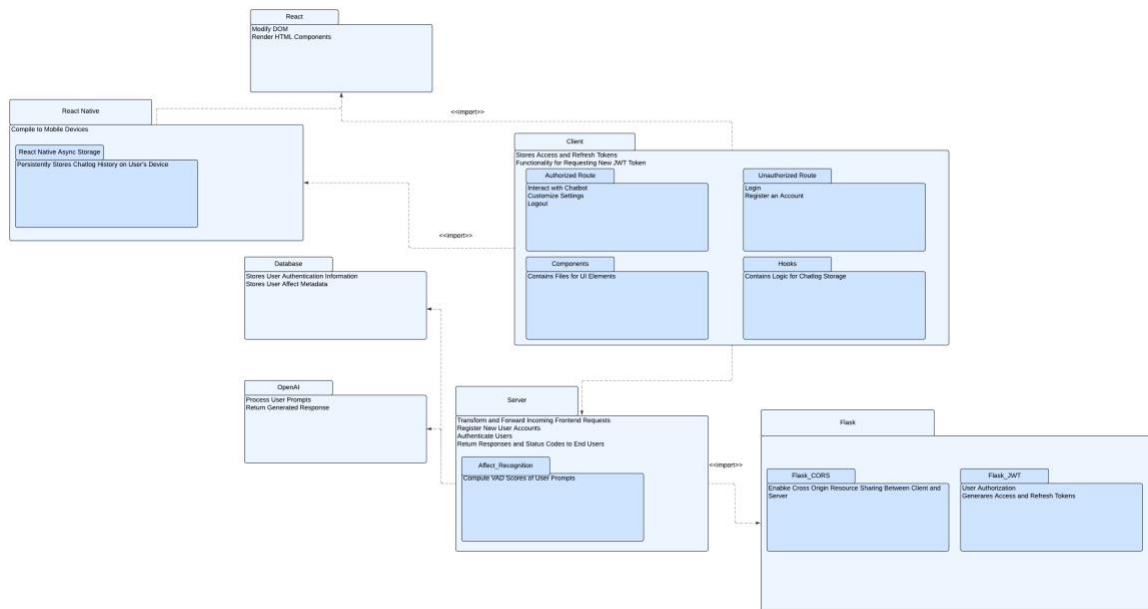 React
Modify DOM
Render HTML Components
React Native
Compile to Mobile Devices
React Native Async Storage
Persistently Stores Chatlog History on User's Device
<<import>>
<<import>>
Client
Stores Access and Refresh Tokens
Functionality for Requesting New JWT Token
Authorized Route
Interact with Chatbot
Customize Settings
Logout
Unauthorized Route
Login
Register an Account
Components
Contains Files for UI Elements
Hooks
Contains Logic for Chatlog Storage
Database
Stores User Authentication Information
Stores User Affect Metadata
OpenAI
Process User Prompts
Return Generated Response
Server
Transform and Forward Incoming Frontend Requests
Register New User Accounts
Authenticate Users
Return Responses and Status Codes to End Users
Affect_Recognition
Compute VAD Scores of User Prompts
<<import>>
Flask
Flask_CORS
Enabke Cross Origin Resource Sharing Between Client and
Server
Flask_JWT
User Authorization
Generares Access and Refresh Tokens